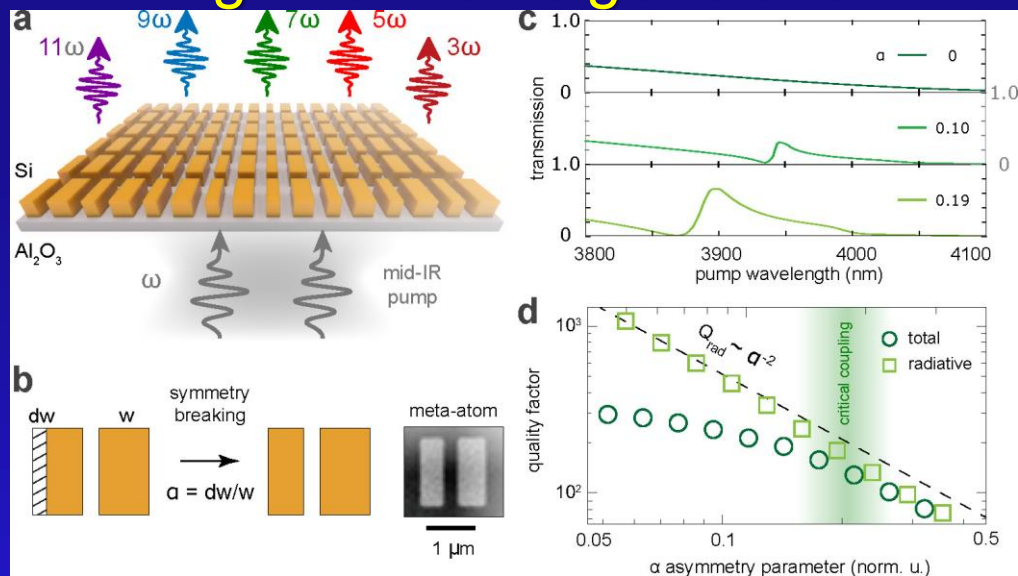 a
11ω
9ω
7ω
5ω
3ω
Si
Al2O3
ω
mid-IR
pump
b
dw
w
symmetry
breaking
ɑ = dw/w
meta-atom
1 μm
c
transmission
1.0
0
1.0
0
1.0
0
ɑ
0
0.10
0.19
3800
3900
4000
4100
pump wavelength (nm)
d
quality factor
10³
10²
Qrad ~ ɑ⁻²
critical coupling
total
radiative
0.05
0.1
0.5
α asymmetry parameter (norm. u.)